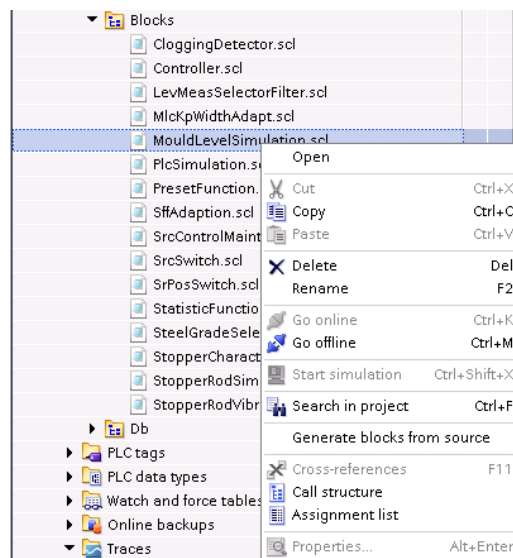 Blocks
CloggingDetector.scl
Controller.scl
LevMeasSelectorFilter.scl
MlcKpWidthAdapt.scl
MouldLevelSimulation.scl
PlcSimulation.s
PresetFunction.
SffAdaption.scl
SrcControlMaint
SrcSwitch.scl
SrPosSwitch.scl
StatisticFunctio
SteelGradeSele
StopperCharact
StopperRodSim
StopperRodVibr
Db
PLC tags
PLC data types
Watch and force tables
Online backups
Traces
Open
Cut Ctrl+X
Copy Ctrl+C
Paste Ctrl+V
Delete Del
Rename F2
Go online Ctrl+K
Go offline Ctrl+M
Start simulation Ctrl+Shift+X
Search in project Ctrl+F
Generate blocks from source
Cross-references F11
Call structure
Assignment list
Properties... Alt+Enter